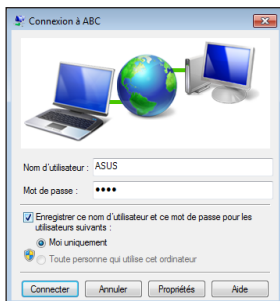 Connexion à ABC
Nom d'utilisateur : ASUS
Mot de passe : ••••
Enregistrer ce nom d'utilisateur et ce mot de passe pour les
utilisateurs suivants :
Moi uniquement
Toute personne qui utilise cet ordinateur
Connecter Annuler Propriétés Aide